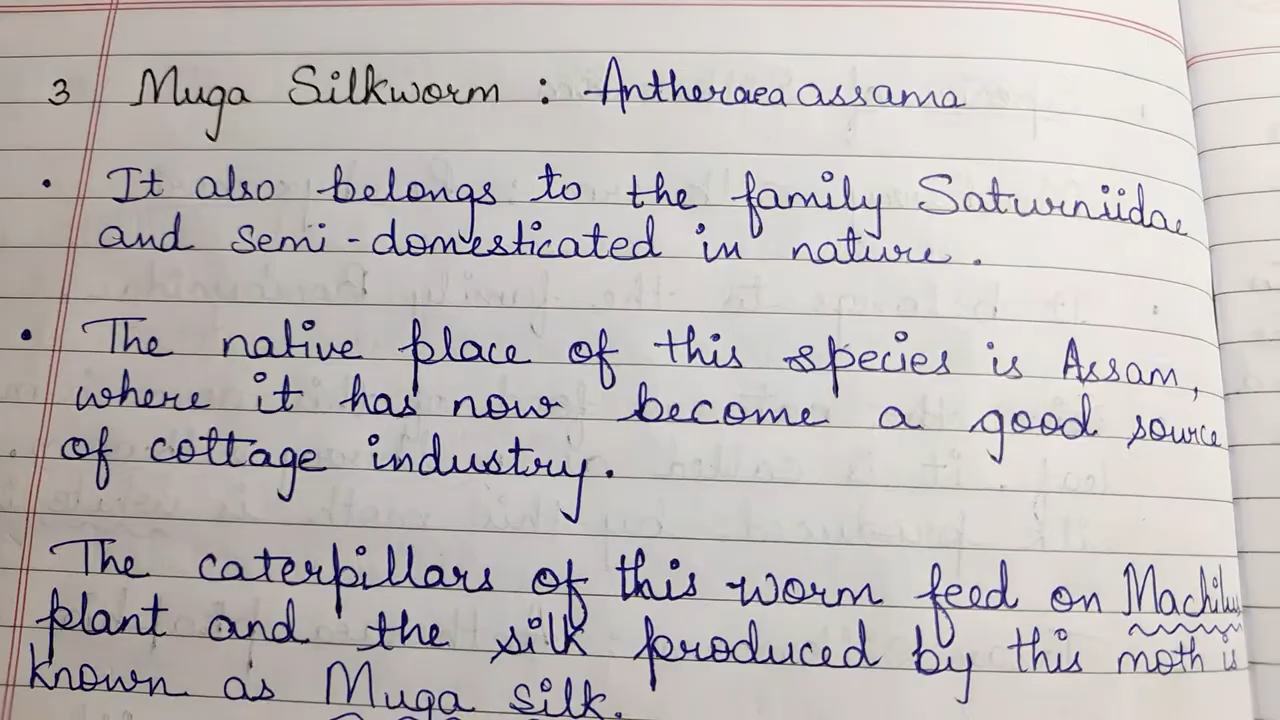 3 Muga Silkworm : Antheraea assama
• It also belongs to the family Saturniidae
and semi-domesticated in nature.
• The native place of this species is Assam,
where it has now become a good source
of cottage industry.
The caterpillars of this worm feed on Machilus
plant and the silk produced by this moth is
known as Muga silk.